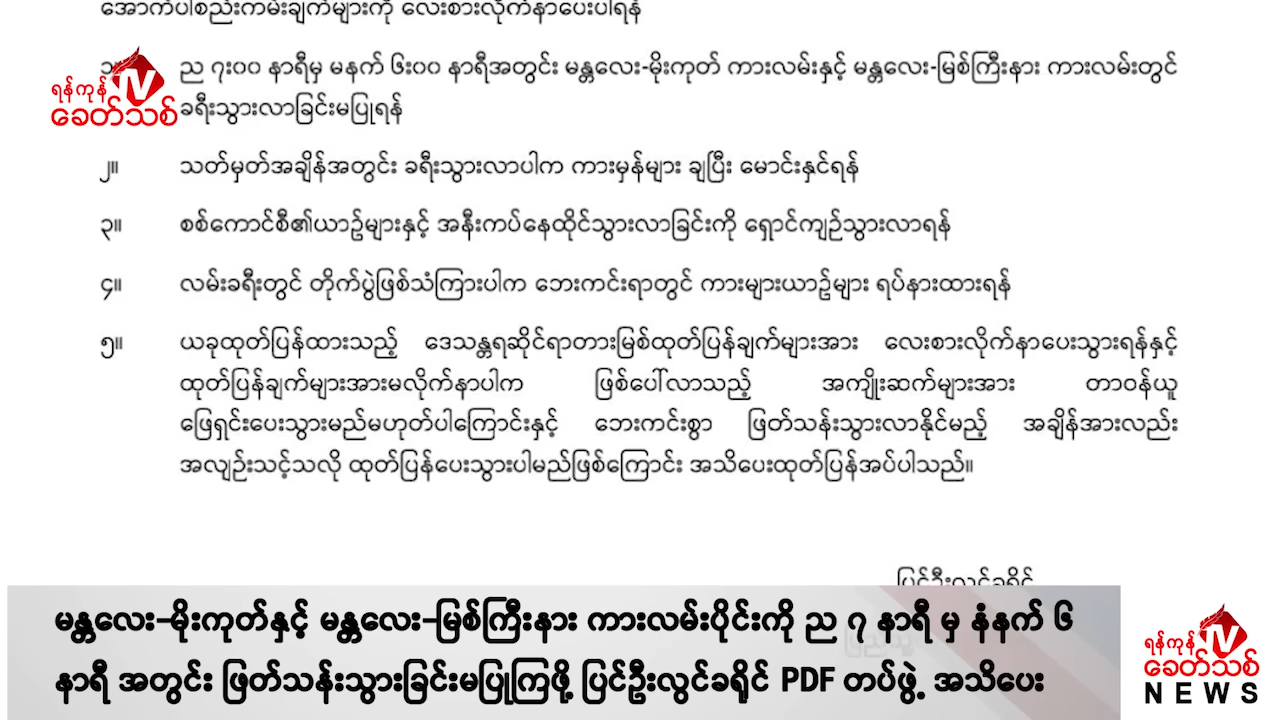 အောက်ပါစည်းကမ်းချက်များကို လေးစားလိုက်နာပေးပါရန်
ရန်ကုန် TV
ခေတ်သစ်
ည ၇း၀၀ နာရီမှ မနက် ၆း၀၀ နာရီအတွင်း မန္တလေး-မိုးကုတ် ကားလမ်းနှင့် မန္တလေး-မြစ်ကြီးနား ကားလမ်းတွင်
ခရီးသွားလာခြင်းမပြုရန်
၂။ သတ်မှတ်အချိန်အတွင်း ခရီးသွားလာပါက ကားမှန်များ ချပြီး မောင်းနှင်ရန်
၃။ စစ်ကောင်စီ၏ယာဥ်များနှင့် အနီးကပ်နေထိုင်သွားလာခြင်းကို ရှောင်ကျဉ်သွားလာရန်
၄။ လမ်းခရီးတွင် တိုက်ပွဲဖြစ်သံကြားပါက ဘေးကင်းရာတွင် ကားများယာဥ်များ ရပ်နားထားရန်
၅။ ယခုထုတ်ပြန်ထားသည့် ဒေသန္တရဆိုင်ရာတားမြစ်ထုတ်ပြန်ချက်များအား လေးစားလိုက်နာပေးသွားရန်နှင့်
ထုတ်ပြန်ချက်များအားမလိုက်နာပါက ဖြစ်ပေါ်လာသည့် အကျိုးဆက်များအား တာဝန်ယူ
ဖြေရှင်းပေးသွားမည်မဟုတ်ပါကြောင်းနှင့် ဘေးကင်းစွာ ဖြတ်သန်းသွားလာနိုင်မည့် အချိန်အားလည်း
အလျဉ်းသင့်သလို ထုတ်ပြန်ပေးသွားပါမည်ဖြစ်ကြောင်း အသိပေးထုတ်ပြန်အပ်ပါသည်။
ပြင်ဦးလွင်ခရိုင်
မန္တလေး-မိုးကုတ်နှင့် မန္တလေး-မြစ်ကြီးနား ကားလမ်းပိုင်းကို ည ၇ နာရီ မှ နံနက် ၆
နာရီ အတွင်း ဖြတ်သန်းသွားခြင်းမပြုကြဖို့ ပြင်ဦးလွင်ခရိုင် PDF တပ်ဖွဲ့ အသိပေး
ရန်ကုန် TV
ခေတ်သစ်
NEWS